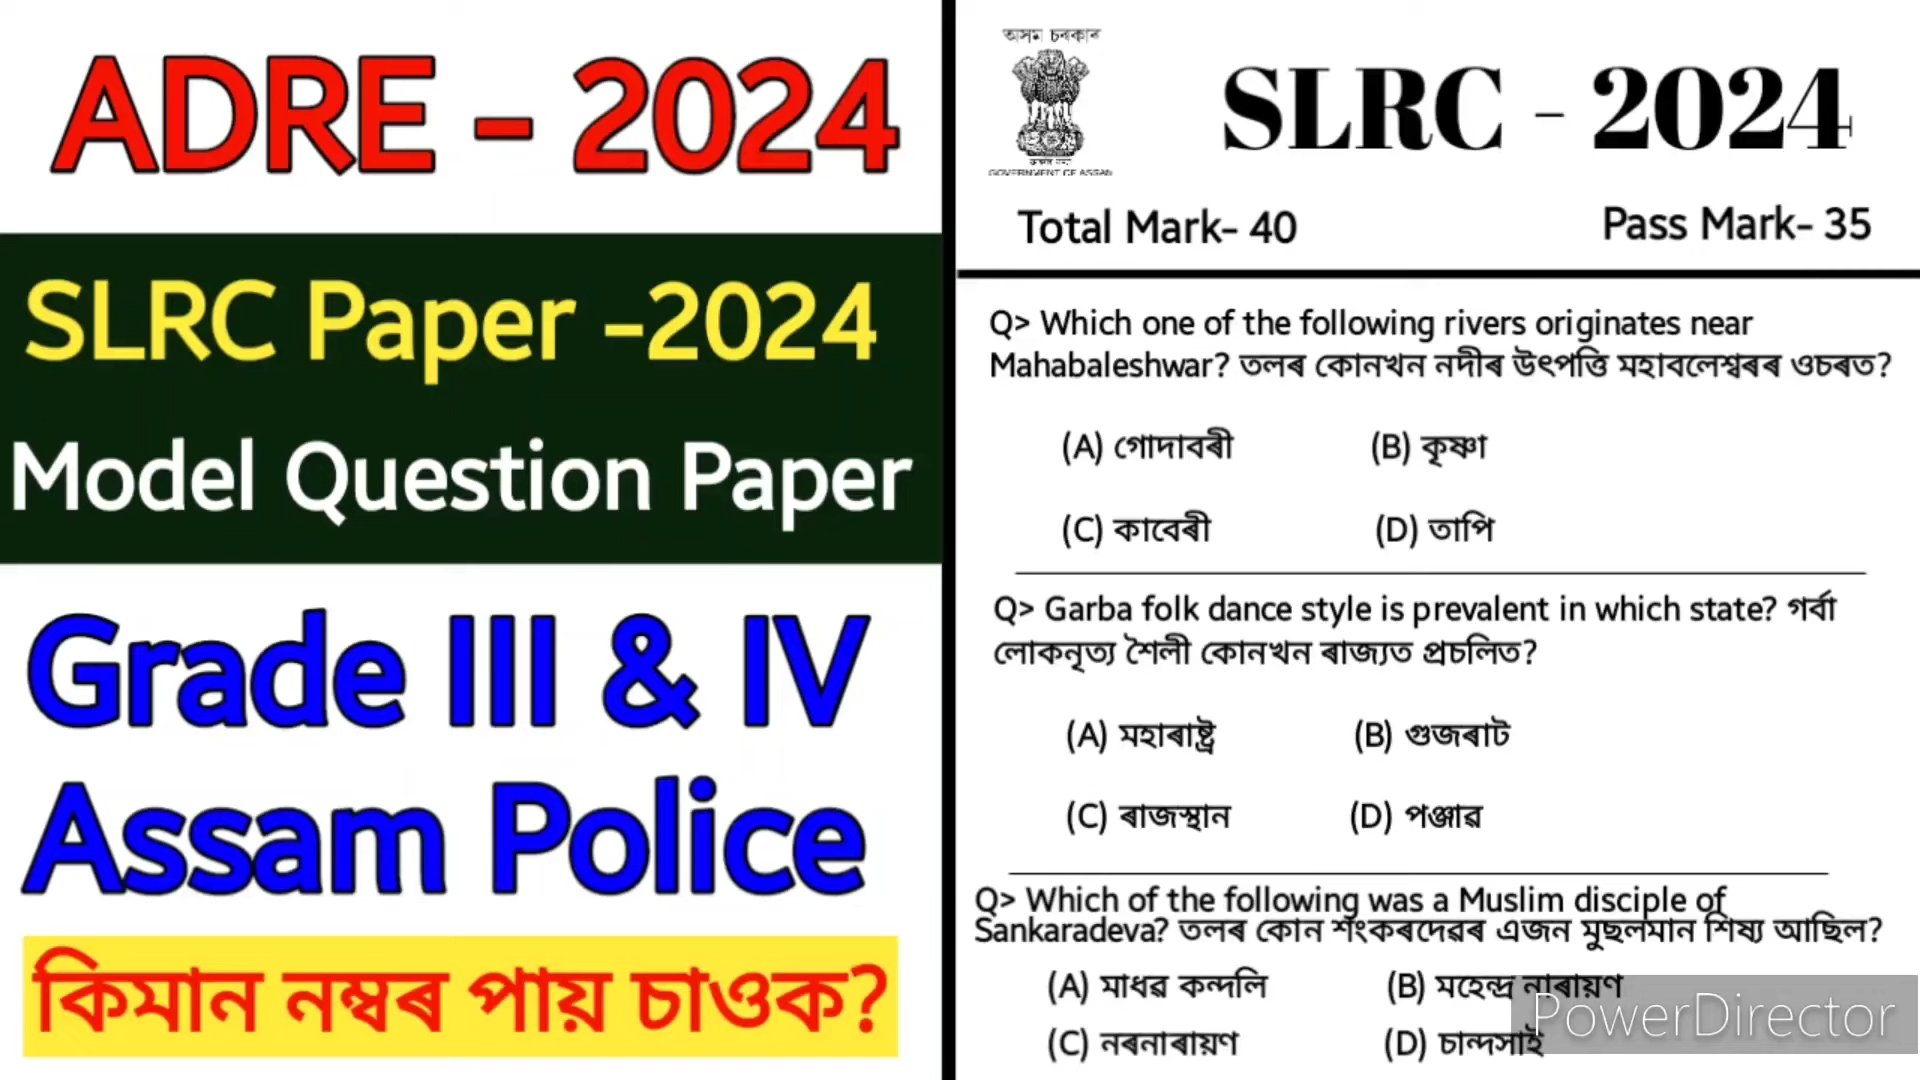 ADRE - 2024
SLRC Paper -2024
Model Question Paper
Grade III & IV
Assam Police
কিমান নম্বৰ পায় চাওক?
অসম চৰকাৰ
GOVERNMENT OF ASSAM
SLRC - 2024
Total Mark- 40
Pass Mark- 35
Q> Which one of the following rivers originates near
Mahabaleshwar? তলৰ কোনখন নদীৰ উৎপত্তি মহাবলেশ্বৰৰ ওচৰত?
(A) গোদাবৰী (B) কৃষ্ণা
(C) কাবেৰী (D) তাপি
Q> Garba folk dance style is prevalent in which state? গৰ্বা
লোকনৃত্য শৈলী কোনখন ৰাজ্যত প্ৰচলিত?
(A) মহাৰাষ্ট্ৰ (B) গুজৰাট
(C) ৰাজস্থান (D) পঞ্জাৱ
Q> Which of the following was a Muslim disciple of
Sankaradeva? তলৰ কোন শংকৰদেৱৰ এজন মুছলমান শিষ্য আছিল?
(A) মাধৱ কন্দলি (B) মহেন্দ্ৰ নাৰায়ণ
(C) নৰনাৰায়ণ (D) চান্দসাই
PowerDirector